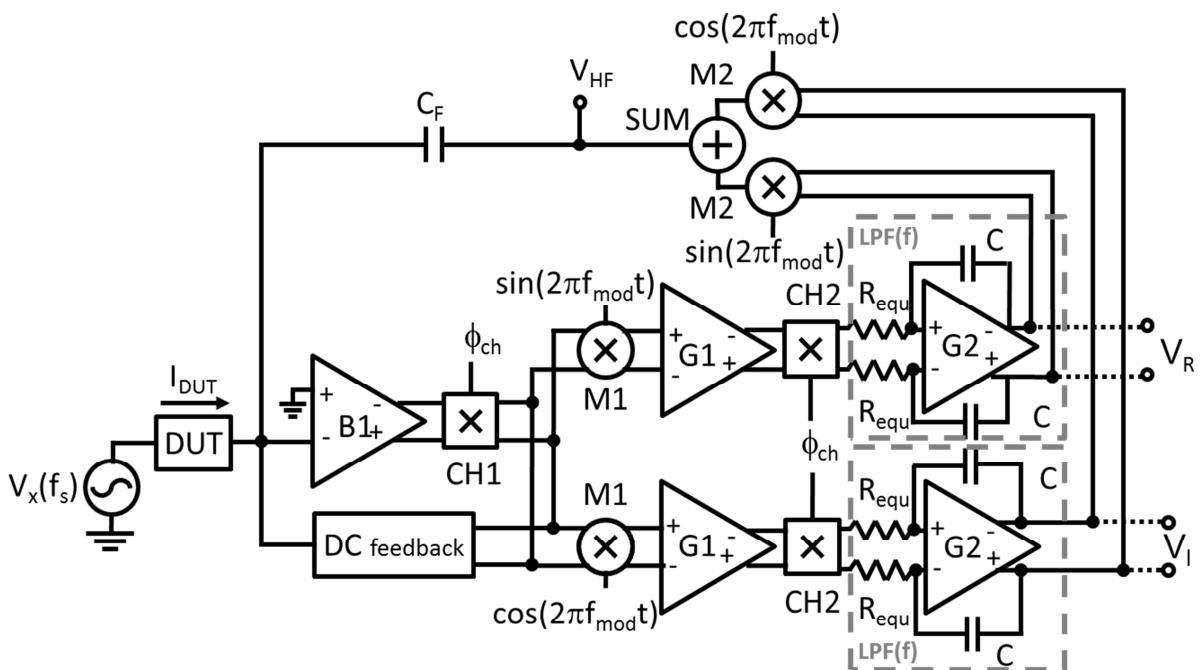 cos(2πf_mod t)
M2
V_HF
C_F
SUM
M2
sin(2πf_mod t)
LPF(f)
C
sin(2πf_mod t)
CH2
R_equ
+
-
G1
-
+
+
-
G2
-
+
V_R
ϕ_ch
M1
R_equ
C
I_DUT
+
-
B1
-
+
DUT
CH1
ϕ_ch
V_x(f_s)
M1
R_equ
C
DC feedback
+
-
G1
-
+
+
-
G2
-
+
V_I
CH2
R_equ
cos(2πf_mod t)
LPF(f)
C